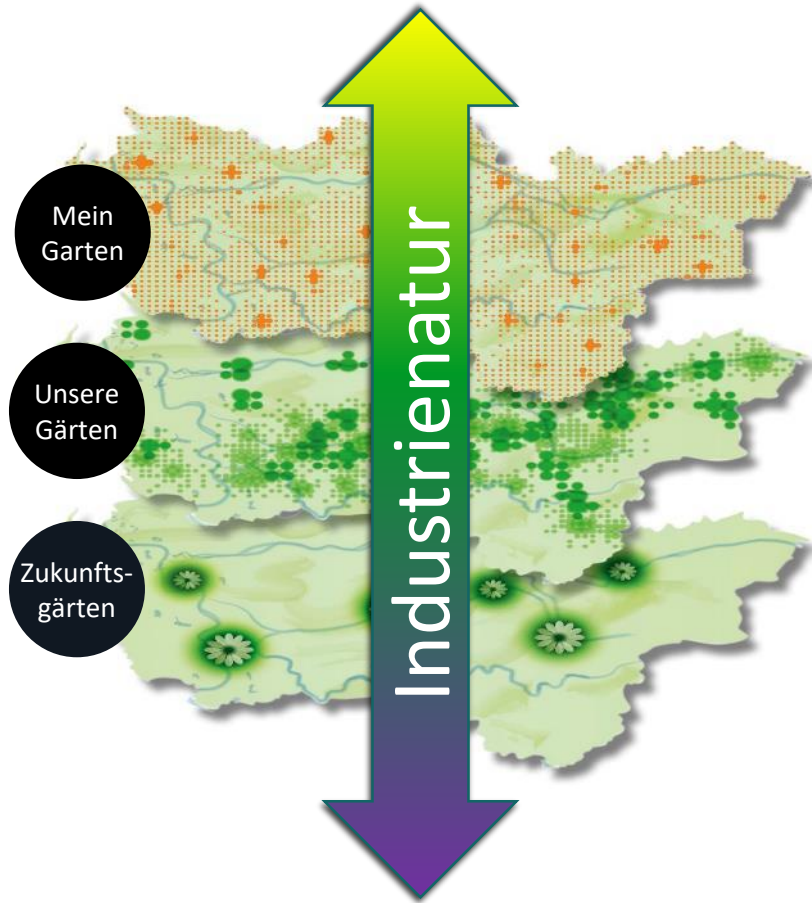 Mein
Garten
Unsere
Gärten
Zukunfts-
gärten
Industrienatur